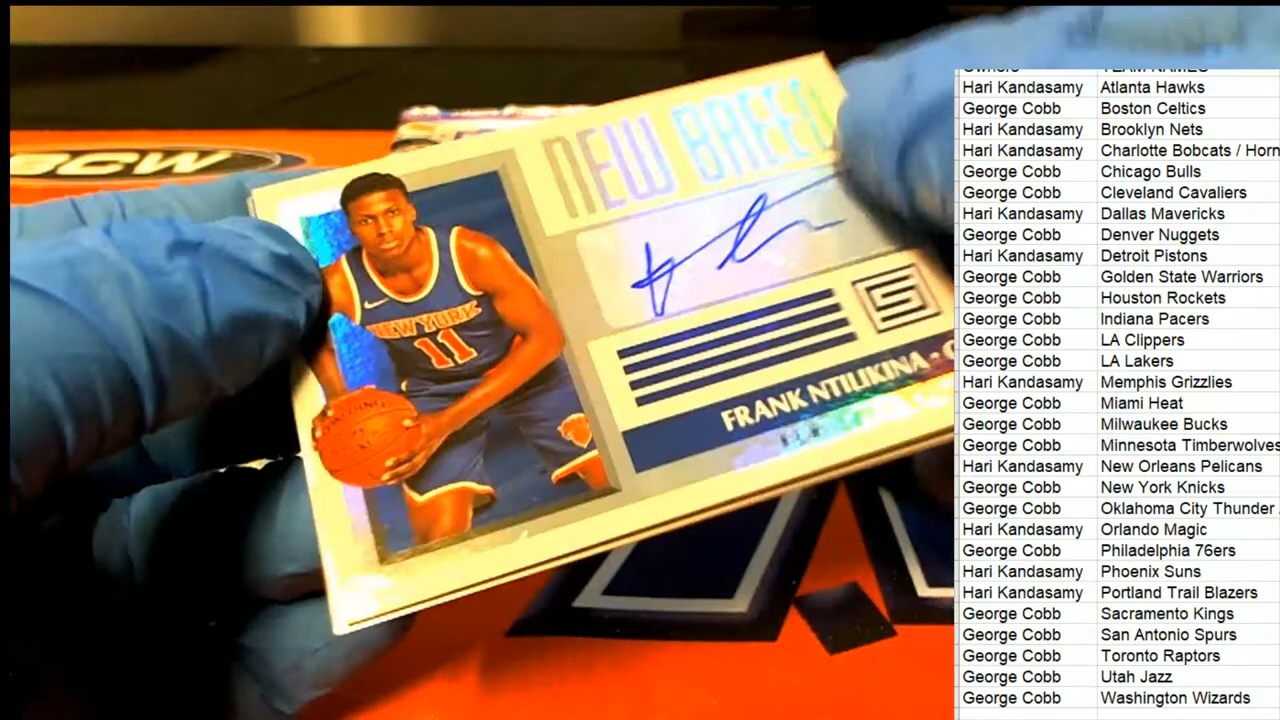 BCW
NEW BREED
NEW YORK
11
SPALDING
FRANK NTILIKINA
TEAM NAMES
Hari Kandasamy Atlanta Hawks
George Cobb Boston Celtics
Hari Kandasamy Brooklyn Nets
Hari Kandasamy Charlotte Bobcats / Horn
George Cobb Chicago Bulls
George Cobb Cleveland Cavaliers
Hari Kandasamy Dallas Mavericks
George Cobb Denver Nuggets
Hari Kandasamy Detroit Pistons
George Cobb Golden State Warriors
George Cobb Houston Rockets
George Cobb Indiana Pacers
George Cobb LA Clippers
George Cobb LA Lakers
Hari Kandasamy Memphis Grizzlies
George Cobb Miami Heat
George Cobb Milwaukee Bucks
George Cobb Minnesota Timberwolves
Hari Kandasamy New Orleans Pelicans
George Cobb New York Knicks
George Cobb Oklahoma City Thunder
Hari Kandasamy Orlando Magic
George Cobb Philadelphia 76ers
Hari Kandasamy Phoenix Suns
Hari Kandasamy Portland Trail Blazers
George Cobb Sacramento Kings
George Cobb San Antonio Spurs
George Cobb Toronto Raptors
George Cobb Utah Jazz
George Cobb Washington Wizards